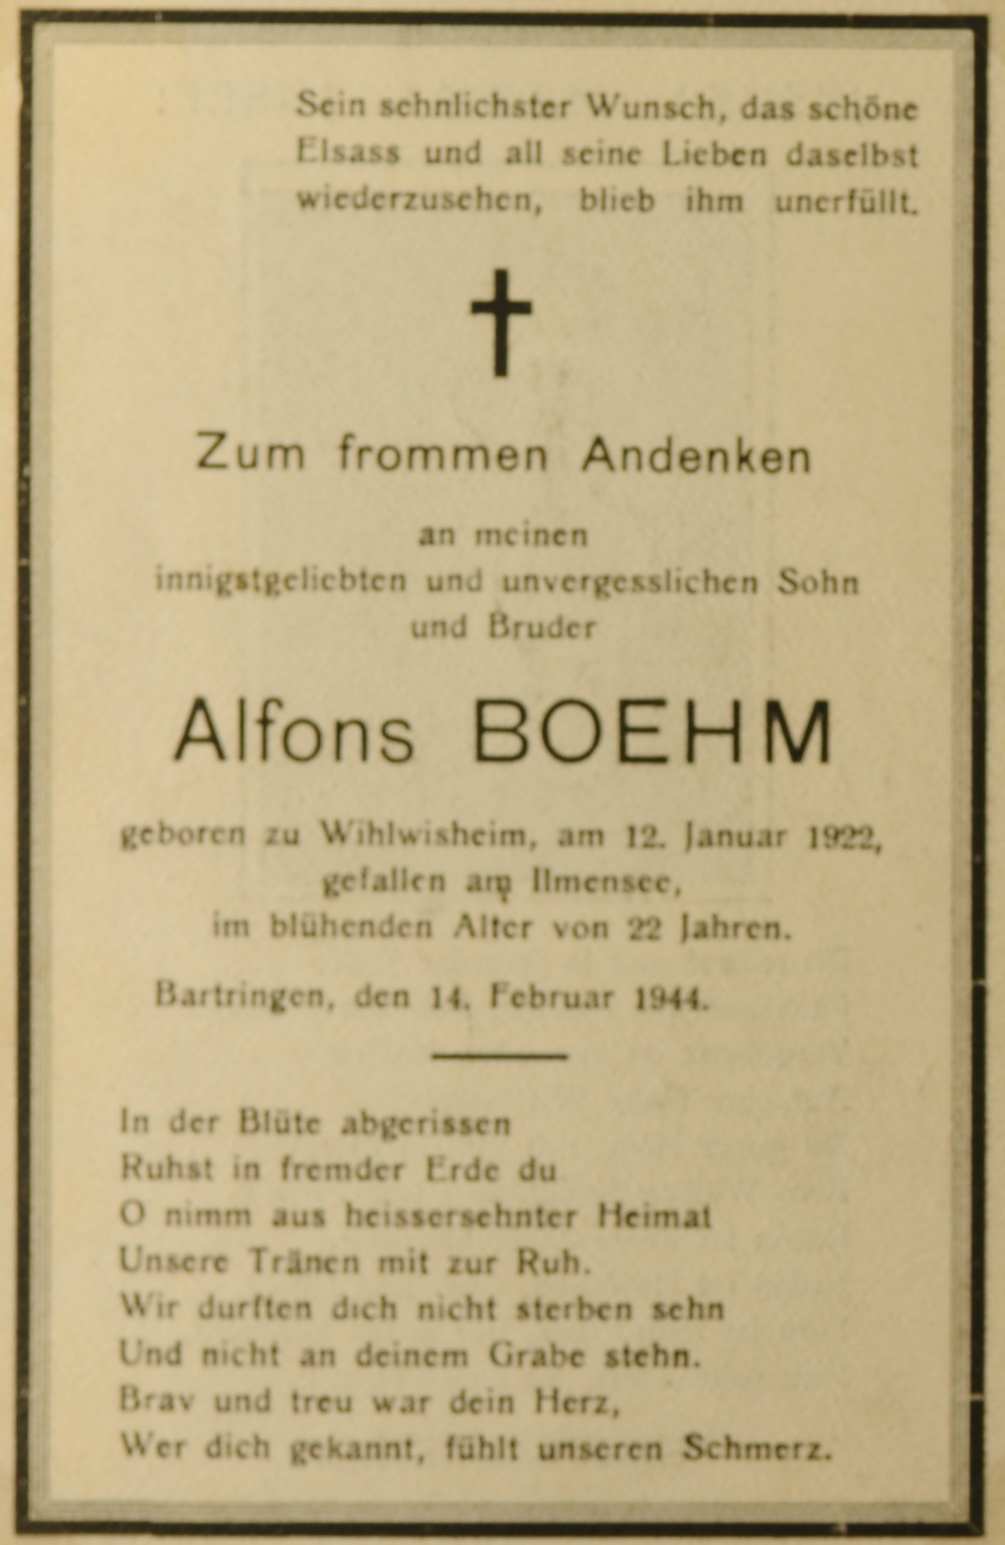 Sein sehnlichster Wunsch, das schöne
Elsass und all seine Lieben daselbst
wiederzusehen, blieb ihm unerfüllt.
Zum frommen Andenken
an meinen
innigstgeliebten und unvergesslichen Sohn
und Bruder
Alfons BOEHM
geboren zu Wihlwisheim, am 12. Januar 1922,
gefallen am Ilmensee,
im blühenden Alter von 22 Jahren.
Bartringen, den 14. Februar 1944.
In der Blüte abgerissen
Ruhst in fremder Erde du
O nimm aus heissersehnter Heimat
Unsere Tränen mit zur Ruh.
Wir durften dich nicht sterben sehn
Und nicht an deinem Grabe stehn.
Brav und treu war dein Herz,
Wer dich gekannt, fühlt unseren Schmerz.